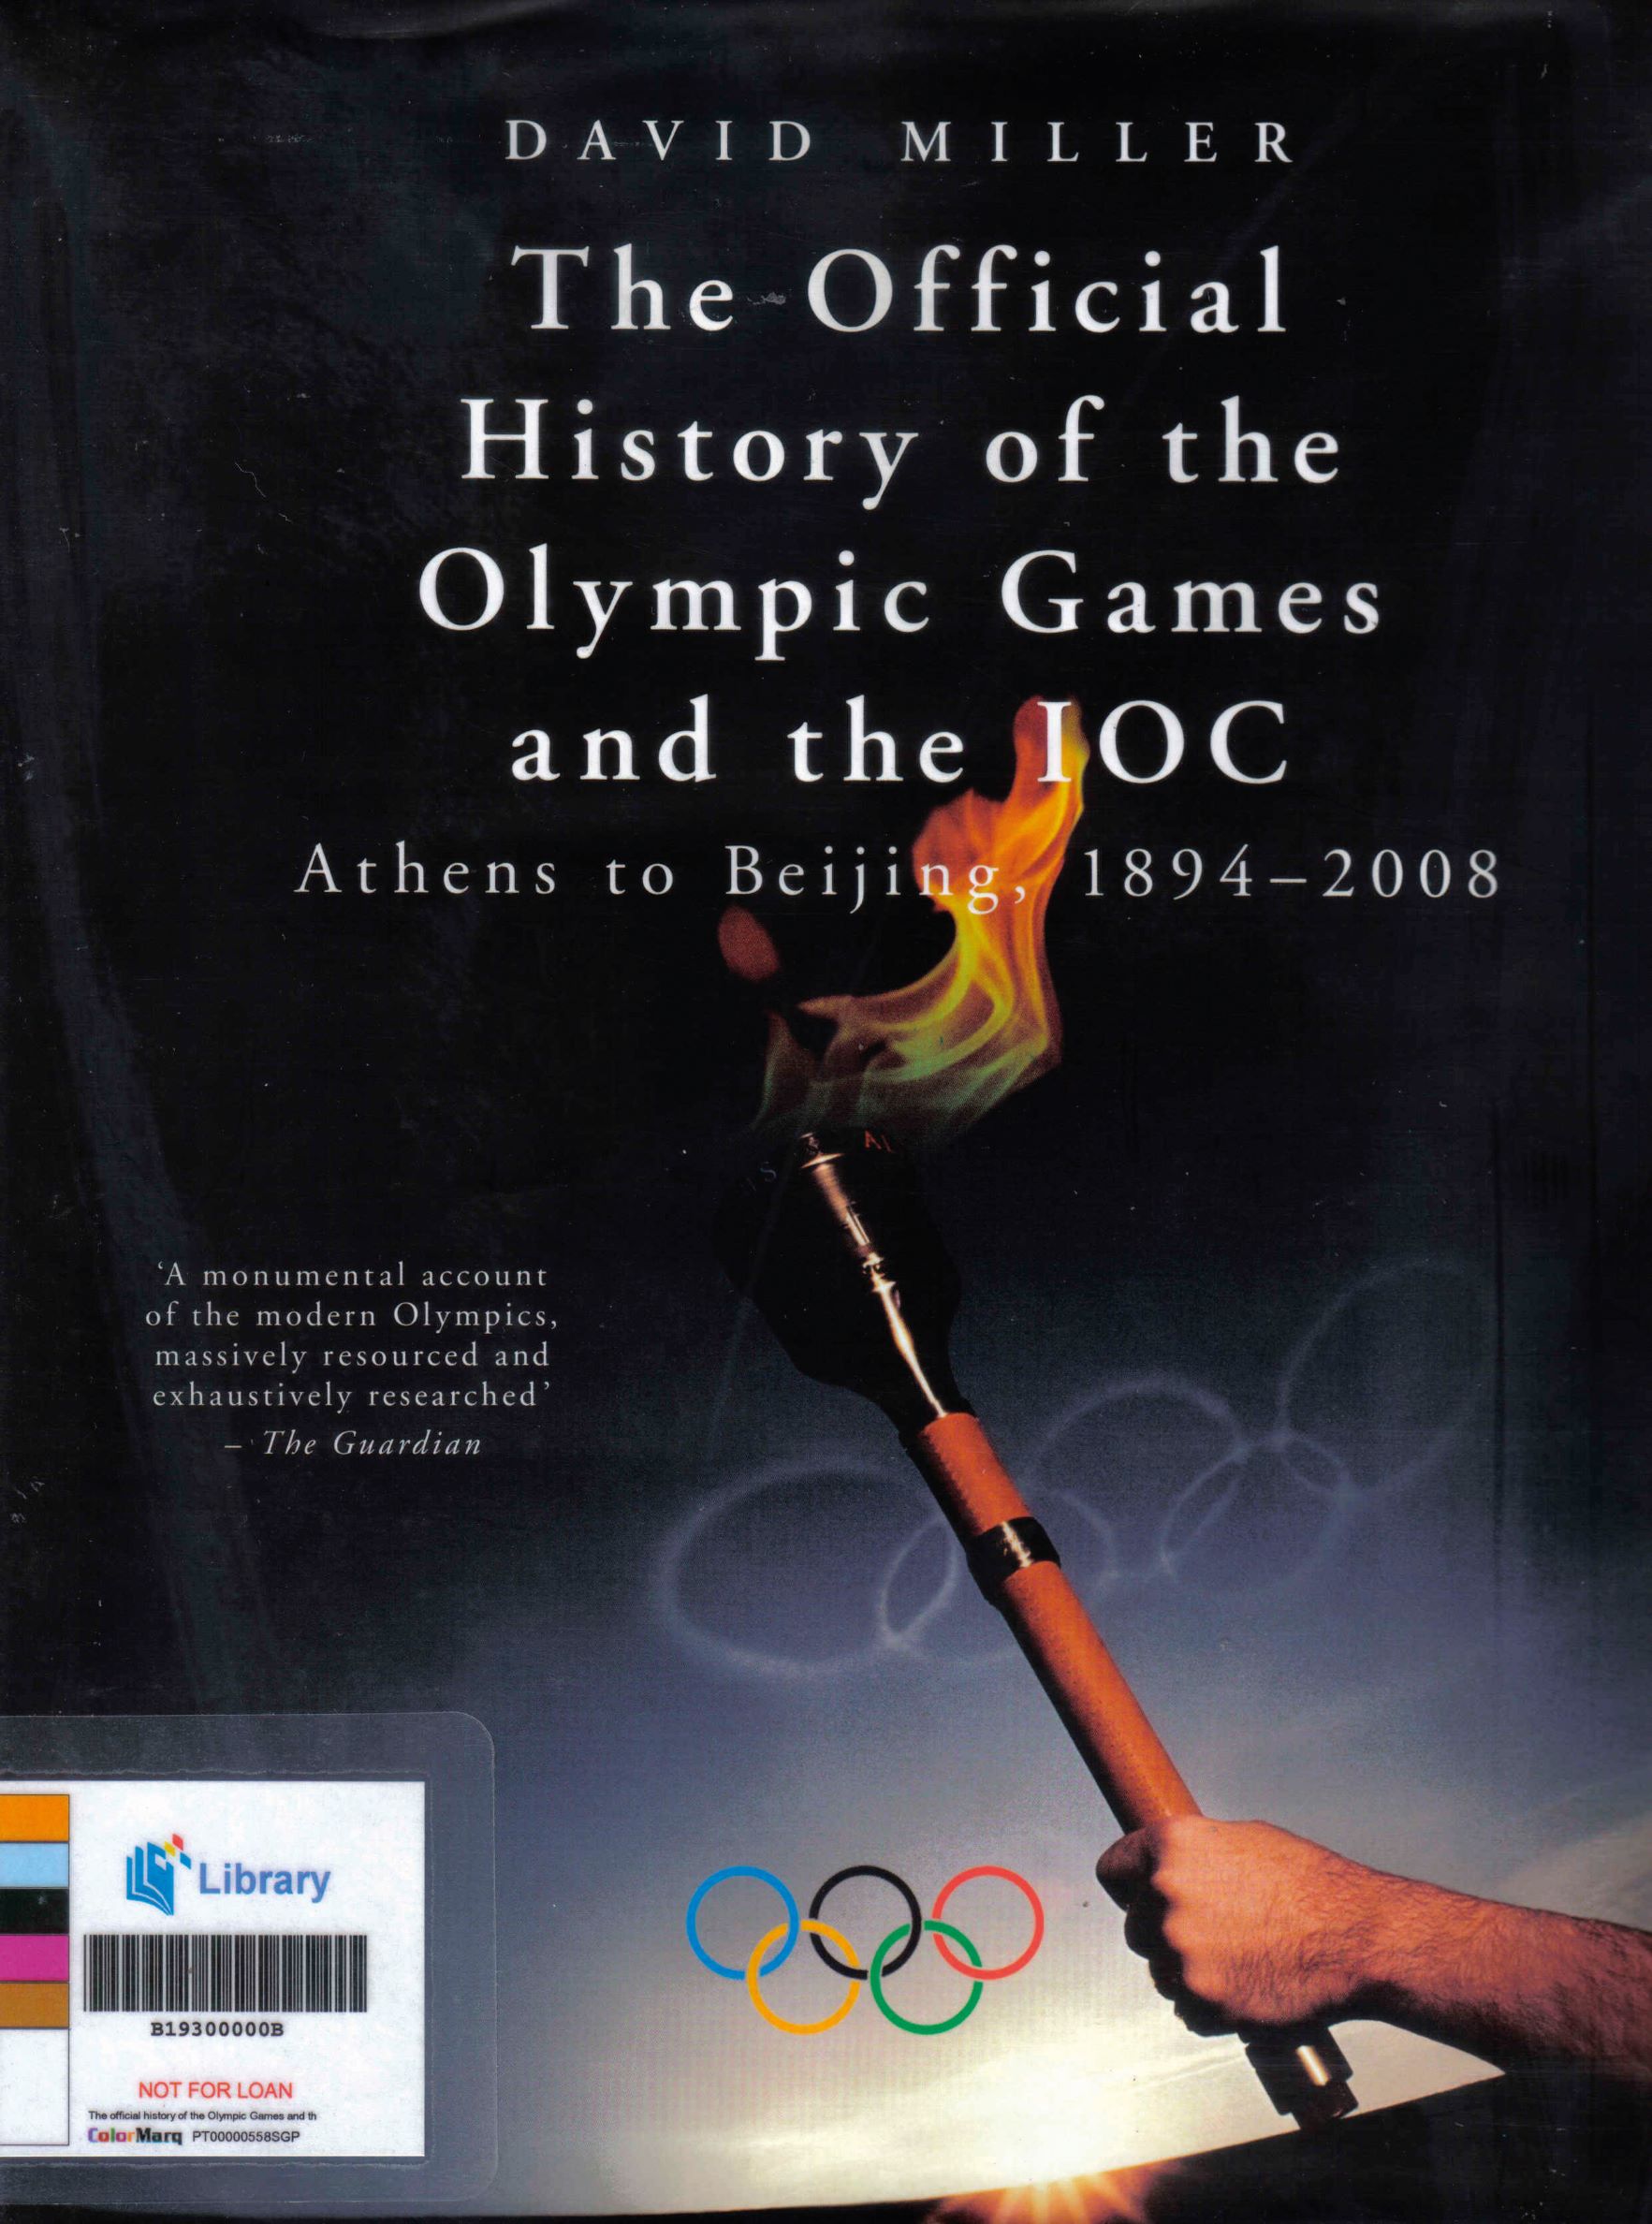 DAVID MILLER
The Official
History of the
Olympic Games
and the IOC
Athens to Beijing, 1894–2008
‘A monumental account
of the modern Olympics,
massively resourced and
exhaustively researched’
– The Guardian
Library
B19300000B
NOT FOR LOAN
The official history of the Olympic Games and th
ColorMarq PT00000558SGP